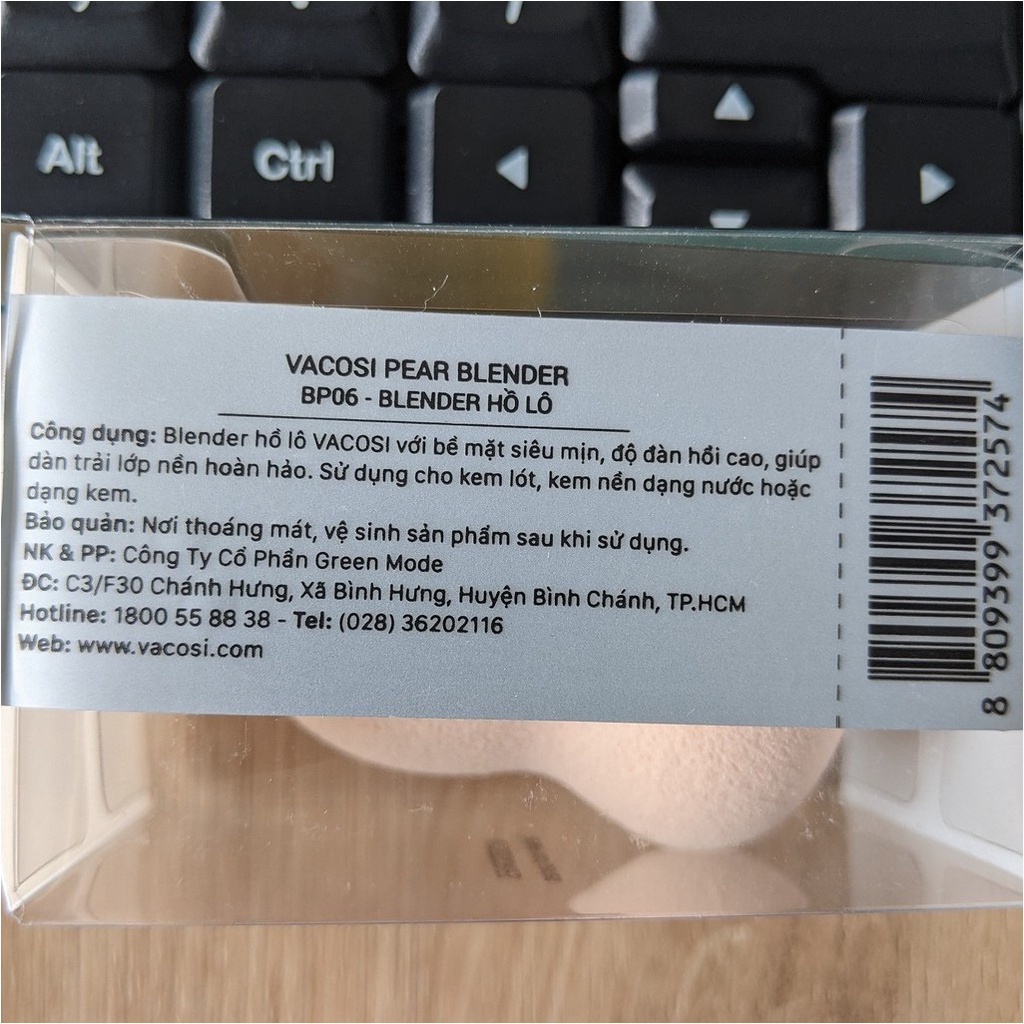 Alt
Ctrl
VACOSI PEAR BLENDER
BP06 - BLENDER HỒ LÔ
Công dụng: Blender hồ lô VACOSI với bề mặt siêu mịn, độ đàn hồi cao, giúp
dàn trải lớp nền hoàn hảo. Sử dụng cho kem lót, kem nền dạng nước hoặc
dạng kem.
Bảo quản: Nơi thoáng mát, vệ sinh sản phẩm sau khi sử dụng.
NK & PP: Công Ty Cổ Phần Green Mode
ĐC: C3/F30 Chánh Hưng, Xã Bình Hưng, Huyện Bình Chánh, TP.HCM
Hotline: 1800 55 88 38 - Tel: (028) 36202116
Web: www.vacosi.com
8 809399 372574